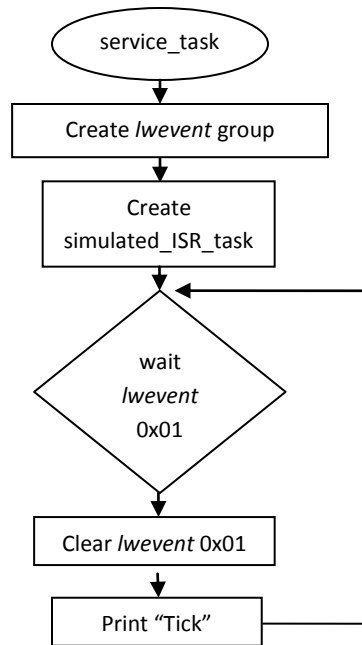 service_task
Create lwevent group
Create
simulated_ISR_task
wait
lwevent
0x01
Clear lwevent 0x01
Print “Tick”